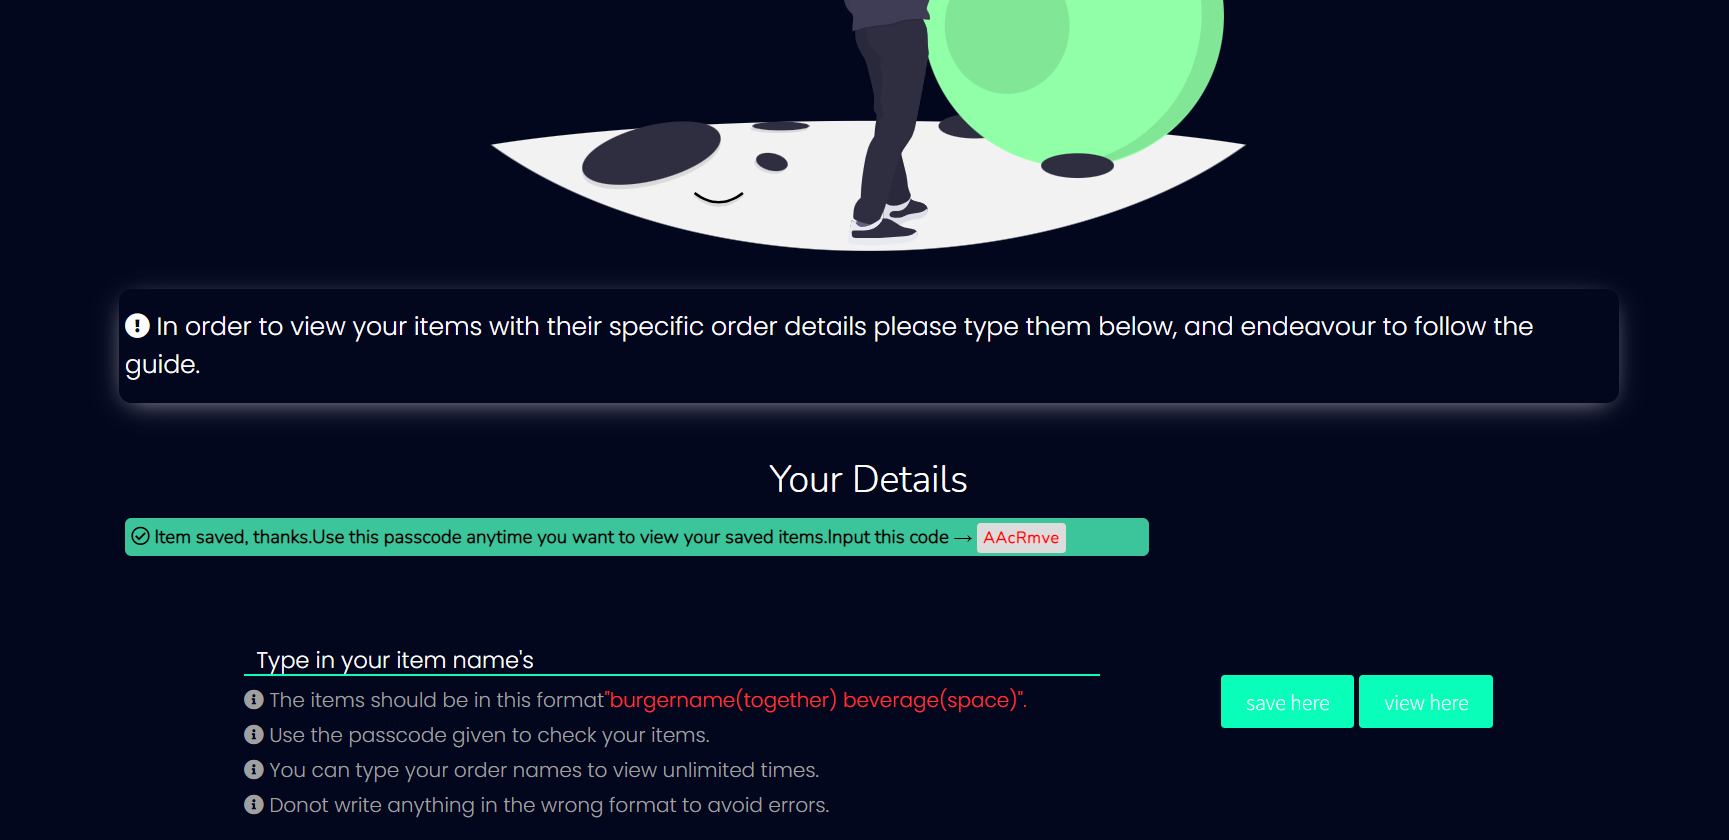 In order to view your items with their specific order details please type them below, and endeavour to follow the
guide.
Your Details
Item saved, thanks.Use this passcode anytime you want to view your saved items.Input this code → AAcRmve
Type in your item name's
The items should be in this format"burgername(together) beverage(space)".
Use the passcode given to check your items.
You can type your order names to view unlimited times.
Donot write anything in the wrong format to avoid errors.
save here
view here